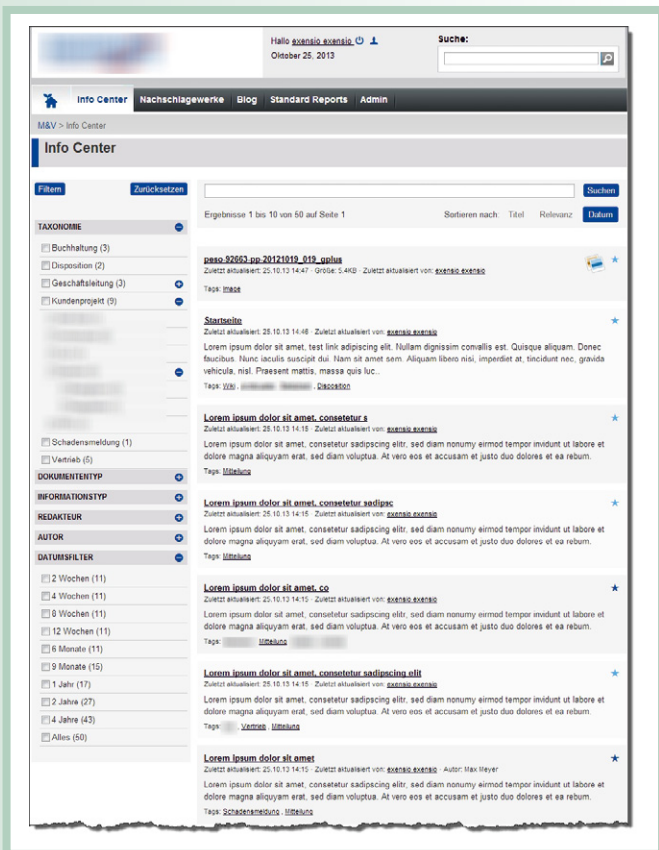 Hallo exensio exensio
Oktober 25, 2013
Suche:
Info Center Nachschlagewerke Blog Standard Reports Admin
M&V > Info Center
Info Center
Filtern Zurücksetzen
TAXONOMIE
Buchhaltung (3)
Disposition (2)
Geschäftsleitung (3)
Kundenprojekt (9)
Schadensmeldung (1)
Vertrieb (5)
DOKUMENTENTYP
INFORMATIONSTYP
REDAKTEUR
AUTOR
DATUMSFILTER
2 Wochen (11)
4 Wochen (11)
8 Wochen (11)
12 Wochen (11)
6 Monate (11)
9 Monate (15)
1 Jahr (17)
2 Jahre (27)
4 Jahre (43)
Alles (50)
Suchen
Ergebnisse 1 bis 10 von 50 auf Seite 1 Sortieren nach: Titel Relevanz Datum
peso-92663-pp-20121019_019_gplus
Zuletzt aktualisiert: 25.10.13 14:47 - Größe: 5.4KB - Zuletzt aktualisiert von: exensio exensio
Tags: Image
Startseite
Zuletzt aktualisiert: 25.10.13 14:46 - Zuletzt aktualisiert von: exensio exensio
Lorem ipsum dolor sit amet, test link adipiscing elit. Nullam dignissim convallis est. Quisque aliquam. Donec
faucibus. Nunc iaculis suscipit dui. Nam sit amet sem. Aliquam libero nisi, imperdiet at, tincidunt nec, gravida
vehicula, nisl. Praesent mattis, massa quis luc...
Tags: Wiki , Disposition
Lorem ipsum dolor sit amet, consetetur s
Zuletzt aktualisiert: 25.10.13 14:15 - Zuletzt aktualisiert von: exensio exensio
Lorem ipsum dolor sit amet, consetetur sadipscing elitr, sed diam nonumy eirmod tempor invidunt ut labore et
dolore magna aliquyam erat, sed diam voluptua. At vero eos et accusam et justo duo dolores et ea rebum.
Tags: Mitteilung
Lorem ipsum dolor sit amet, consetetur sadipsc
Zuletzt aktualisiert: 25.10.13 14:15 - Zuletzt aktualisiert von: exensio exensio
Lorem ipsum dolor sit amet, consetetur sadipscing elitr, sed diam nonumy eirmod tempor invidunt ut labore et
dolore magna aliquyam erat, sed diam voluptua. At vero eos et accusam et justo duo dolores et ea rebum.
Tags: Mitteilung
Lorem ipsum dolor sit amet, co
Zuletzt aktualisiert: 25.10.13 14:15 - Zuletzt aktualisiert von: exensio exensio
Lorem ipsum dolor sit amet, consetetur sadipscing elitr, sed diam nonumy eirmod tempor invidunt ut labore et
dolore magna aliquyam erat, sed diam voluptua. At vero eos et accusam et justo duo dolores et ea rebum.
Tags: Mitteilung
Lorem ipsum dolor sit amet, consetetur sadipscing elit
Zuletzt aktualisiert: 25.10.13 14:15 - Zuletzt aktualisiert von: exensio exensio
Lorem ipsum dolor sit amet, consetetur sadipscing elitr, sed diam nonumy eirmod tempor invidunt ut labore et
dolore magna aliquyam erat, sed diam voluptua. At vero eos et accusam et justo duo dolores et ea rebum.
Tags: , Vertrieb , Mitteilung
Lorem ipsum dolor sit amet
Zuletzt aktualisiert: 25.10.13 14:15 - Zuletzt aktualisiert von: exensio exensio - Autor: Max Meyer
Lorem ipsum dolor sit amet, consetetur sadipscing elitr, sed diam nonumy eirmod tempor invidunt ut labore et
dolore magna aliquyam erat, sed diam voluptua. At vero eos et accusam et justo duo dolores et ea rebum.
Tags: Schadensmeldung , Mitteilung